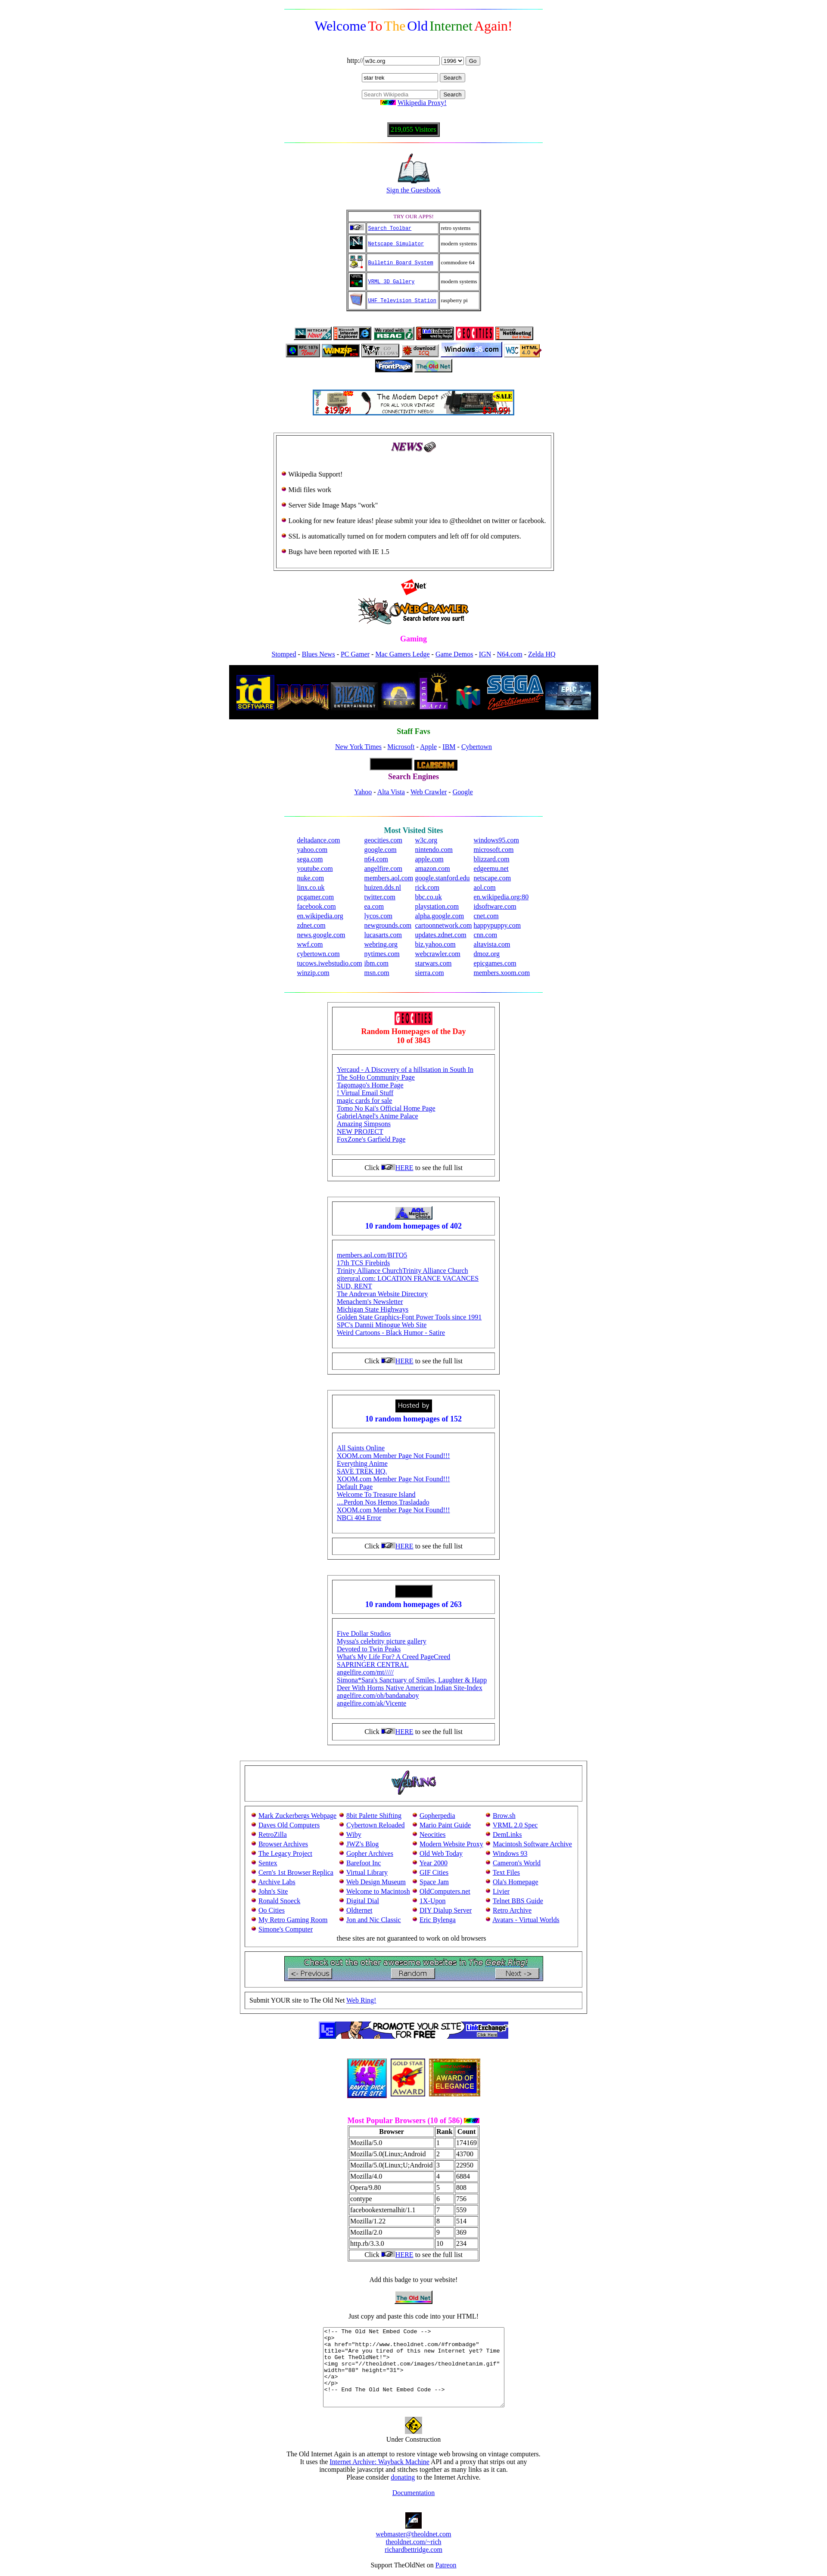 Welcome To The Old Internet Again!
http:// w3c.org 1996 Go
star trek Search
Search Wikipedia Search
Wikipedia Proxy!
219,055 Visitors
Sign the Guestbook
TRY OUR APPS!
Search Toolbar retro systems
Netscape Simulator modern systems
Bulletin Board System commodore 64
VRML 3D Gallery modern systems
UHF Television Station raspberry pi
GEOCITIES
WINZIP download ICQ Windows95.com W3C HTML 4.0
FrontPage The Old Net
The Modem Depot SALE
FOR ALL YOUR VINTAGE CONNECTIVITY NEEDS!
NEWS
Wikipedia Support!
Midi files work
Server Side Image Maps "work"
Looking for new feature ideas! please submit your idea to @theoldnet on twitter or facebook.
SSL is automatically turned on for modern computers and left off for old computers.
Bugs have been reported with IE 1.5
ZDNet
WEBCRAWLER
Search before you surf!
Gaming
Stomped - Blues News - PC Gamer - Mac Gamers Ledge - Game Demos - IGN - N64.com - Zelda HQ
id SOFTWARE DOOM BLIZZARD ENTERTAINMENT SIERRA Lucas Arts SEGA Entertainment EPIC
Staff Favs
New York Times - Microsoft - Apple - IBM - Cybertown
LCARSCOM
Search Engines
Yahoo - Alta Vista - Web Crawler - Google
Most Visited Sites
deltadance.com geocities.com w3c.org windows95.com
yahoo.com google.com nintendo.com microsoft.com
sega.com n64.com apple.com blizzard.com
youtube.com angelfire.com amazon.com edgeemu.net
nuke.com members.aol.com google.stanford.edu netscape.com
linx.co.uk huizen.dds.nl rick.com aol.com
pcgamer.com twitter.com bbc.co.uk en.wikipedia.org:80
facebook.com ea.com playstation.com idsoftware.com
en.wikipedia.org lycos.com alpha.google.com cnet.com
zdnet.com newgrounds.com cartoonnetwork.com happypuppy.com
news.google.com lucasarts.com updates.zdnet.com cnn.com
wwf.com webring.org biz.yahoo.com altavista.com
cybertown.com nytimes.com webcrawler.com dmoz.org
tucows.iwebstudio.com ibm.com starwars.com epicgames.com
winzip.com msn.com sierra.com members.xoom.com
GEOCITIES
Random Homepages of the Day
10 of 3843
Yercaud - A Discovery of a hillstation in South In
The SoHo Community Page
Tagomago's Home Page
! Virtual Email Stuff
magic cards for sale
Tomo No Kai's Official Home Page
GabrielAngel's Anime Palace
Amazing Simpsons
NEW PROJECT
FoxZone's Garfield Page
Click HERE to see the full list
AOL Members Choice
10 random homepages of 402
members.aol.com/BITO5
17th TCS Firebirds
Trinity Alliance ChurchTrinity Alliance Church
giterural.com: LOCATION FRANCE VACANCES
SUD, RENT
The Andrevan Website Directory
Menachem's Newsletter
Michigan State Highways
Golden State Graphics-Font Power Tools since 1991
SPC's Dannii Minogue Web Site
Weird Cartoons - Black Humor - Satire
Click HERE to see the full list
Hosted by
10 random homepages of 152
All Saints Online
XOOM.com Member Page Not Found!!!
Everything Anime
SAVE TREK HQ,
XOOM.com Member Page Not Found!!!
Default Page
Welcome To Treasure Island
....Perdon Nos Hemos Trasladado
XOOM.com Member Page Not Found!!!
NBCi 404 Error
Click HERE to see the full list
10 random homepages of 263
Five Dollar Studios
Myssa's celebrity picture gallery
Devoted to Twin Peaks
What's My Life For? A Creed PageCreed
SAPRINGER CENTRAL
angelfire.com/mt/////
Simona*Sara's Sanctuary of Smiles, Laughter & Happ
Deer With Horns Native American Indian Site-Index
angelfire.com/oh/bandanaboy
angelfire.com/ak/Vicente
Click HERE to see the full list
WebRing
Mark Zuckerbergs Webpage 8bit Palette Shifting Gopherpedia Brow.sh
Daves Old Computers Cybertown Reloaded Mario Paint Guide VRML 2.0 Spec
RetroZilla Wiby Neocities DemLinks
Browser Archives JWZ's Blog Modern Website Proxy Macintosh Software Archive
The Legacy Project Gopher Archives Old Web Today Windows 93
Sentex Barefoot Inc Year 2000 Cameron's World
Cern's 1st Browser Replica Virtual Library GIF Cities Text Files
Archive Labs Web Design Museum Space Jam Ola's Homepage
John's Site Welcome to Macintosh OldComputers.net Livier
Ronald Snoeck Digital Dial 1X-Upon Telnet BBS Guide
Oo Cities Oldternet DIY Dialup Server Retro Archive
My Retro Gaming Room Jon and Nic Classic Eric Bylenga Avatars - Virtual Worlds
Simone's Computer
these sites are not guaranteed to work on old browsers
Check out the other awesome websites in The Geek Ring!
<- Previous Random Next ->
Submit YOUR site to The Old Net Web Ring!
LE PROMOTE YOUR SITE FOR FREE LinkExchange
WINNER RAVES PICK ELITE SITE GOLD STAR AWARD AWARD OF ELEGANCE
Most Popular Browsers (10 of 586)
Browser Rank Count
Mozilla/5.0 1 174169
Mozilla/5.0(Linux;Android 2 43700
Mozilla/5.0(Linux;U;Android 3 22950
Mozilla/4.0 4 6884
Opera/9.80 5 808
contype 6 756
facebookexternalhit/1.1 7 559
Mozilla/1.22 8 514
Mozilla/2.0 9 369
http.rb/3.3.0 10 234
Click HERE to see the full list
Add this badge to your website!
The Old Net
Just copy and paste this code into your HTML!
<!-- The Old Net Embed Code -->
<p>
<a href="http://www.theoldnet.com/#frombadge"
title="Are you tired of this new Internet yet? Time
to Get TheOldNet!">
<img src="//theoldnet.com/images/theoldnetanim.gif"
width="88" height="31">
</a>
</p>
<!-- End The Old Net Embed Code -->
Under Construction
The Old Internet Again is an attempt to restore vintage web browsing on vintage computers.
It uses the Internet Archive: Wayback Machine API and a proxy that strips out any
incompatible javascript and stitches together as many links as it can.
Please consider donating to the Internet Archive.
Documentation
webmaster@theoldnet.com
theoldnet.com/~rich
richardbettridge.com
Support TheOldNet on Patreon